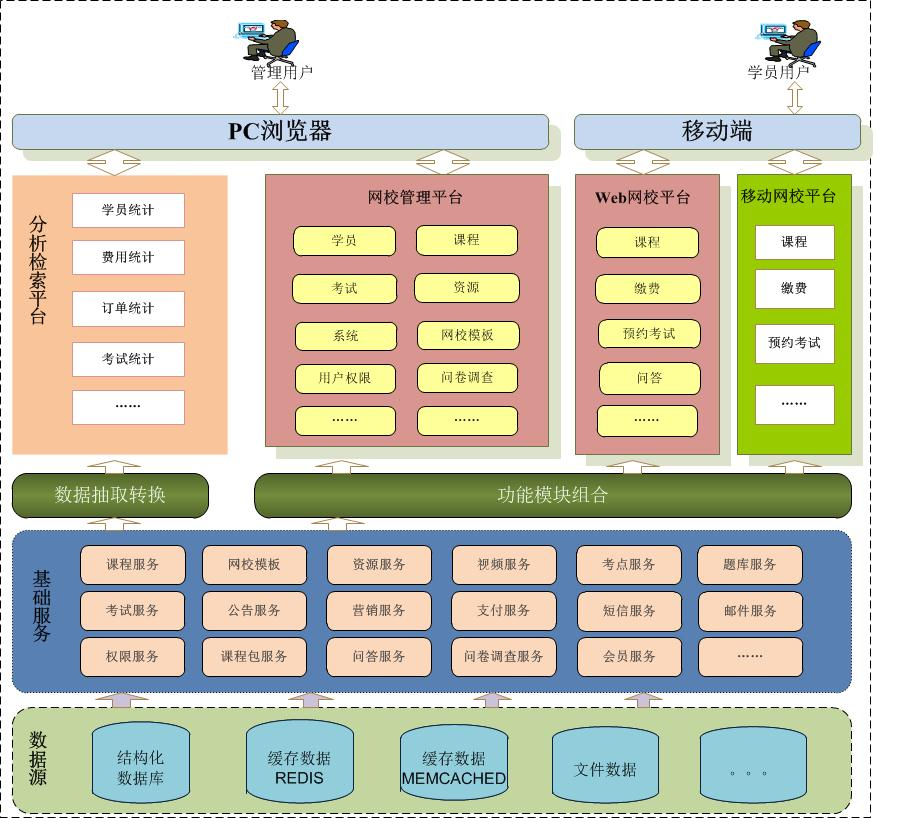 管理用户
学员用户
PC浏览器
移动端
分析检索平台
学员统计
费用统计
订单统计
考试统计
……
网校管理平台
学员
课程
考试
资源
系统
网校模板
用户权限
问卷调查
……
……
Web网校平台
课程
缴费
预约考试
问答
……
移动网校平台
课程
缴费
预约考试
……
数据抽取转换
功能模块组合
基础服务
课程服务
网校模板
资源服务
视频服务
考点服务
题库服务
考试服务
公告服务
营销服务
支付服务
短信服务
邮件服务
权限服务
课程包服务
问答服务
问卷调查服务
会员服务
……
数据源
结构化
数据库
缓存数据
REDIS
缓存数据
MEMCACHED
文件数据
。。。